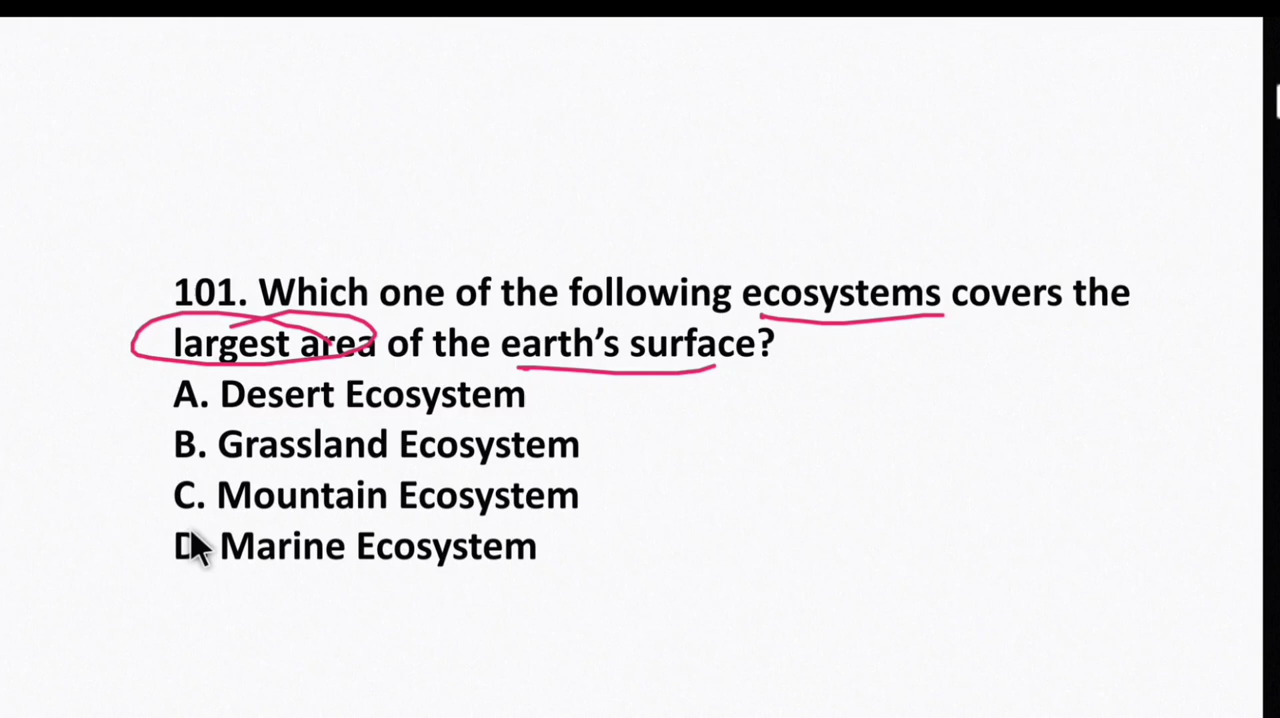 101. Which one of the following ecosystems covers the
largest area of the earth’s surface?
A. Desert Ecosystem
B. Grassland Ecosystem
C. Mountain Ecosystem
D. Marine Ecosystem